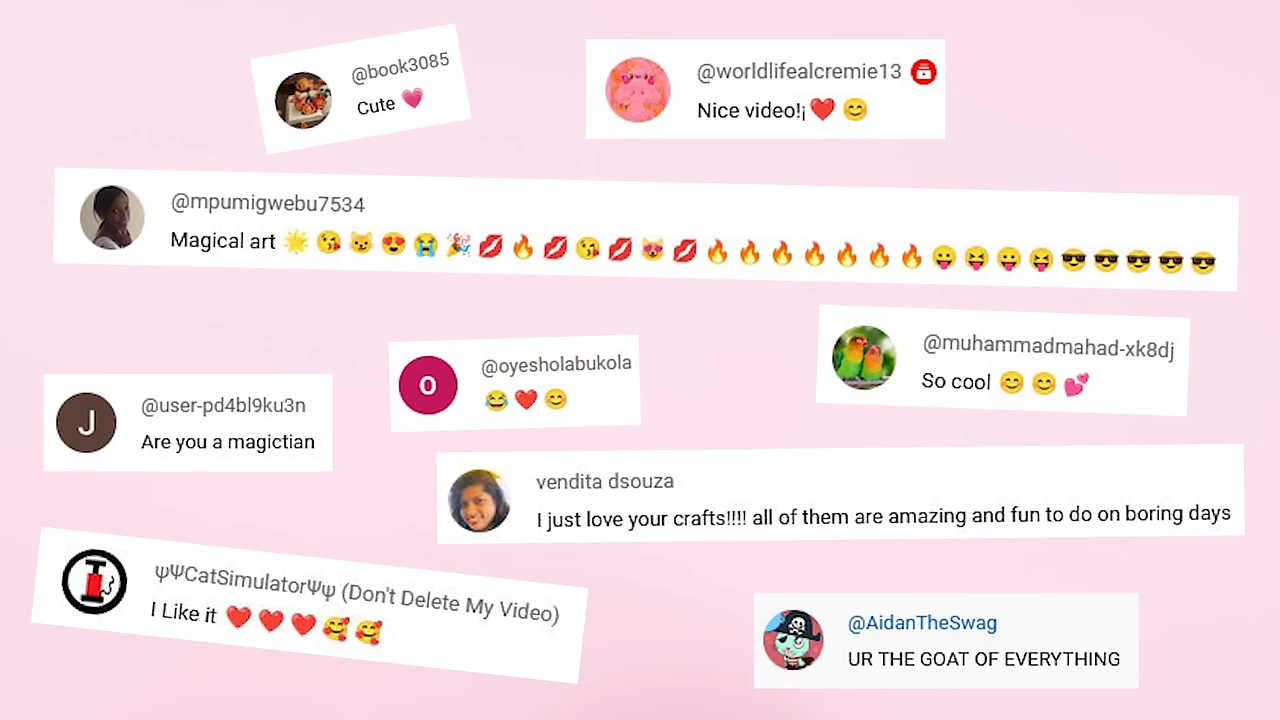 @book3085
Cute 💗
@worldlifealcremie13
Nice video!¡❤️ 😊
@mpumigwebu7534
Magical art 🌟 😘 😼 😍 😭 🎉 💋 🔥 💋 😘 💋 😻 💋 🔥 🔥 🔥 🔥 🔥 🔥 🔥 😛 😝 😛 😝 😎 😎 😎 😎 😎
@oyesholabukola
O
😂 ❤️ 😊
@muhammadmahad-xk8dj
So cool 😊 😊 💕
@user-pd4bl9ku3n
J
Are you a magictian
vendita dsouza
I just love your crafts!!!! all of them are amazing and fun to do on boring days
ψΨCatSimulatorΨψ (Don't Delete My Video)
I Like it ❤️ ❤️ ❤️ 🥰 🥰
@AidanTheSwag
UR THE GOAT OF EVERYTHING